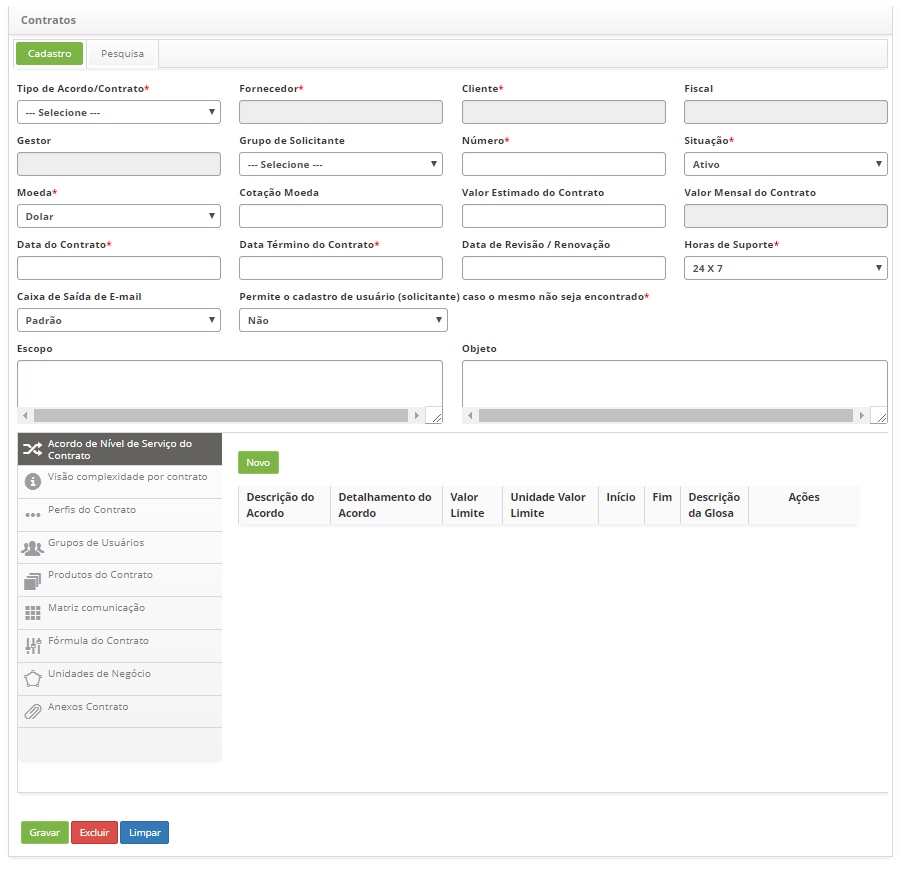 Contratos
Cadastro Pesquisa
Tipo de Acordo/Contrato* Fornecedor* Cliente* Fiscal
--- Selecione ---
Gestor Grupo de Solicitante Número* Situação*
--- Selecione --- Ativo
Moeda* Cotação Moeda Valor Estimado do Contrato Valor Mensal do Contrato
Dolar
Data do Contrato* Data Término do Contrato* Data de Revisão / Renovação Horas de Suporte*
24 X 7
Caixa de Saída de E-mail Permite o cadastro de usuário (solicitante) caso o mesmo não seja encontrado*
Padrão Não
Escopo Objeto
Acordo de Nível de Serviço do
Contrato
Visão complexidade por contrato
Perfis do Contrato
Grupos de Usuários
Produtos do Contrato
Matriz comunicação
Fórmula do Contrato
Unidades de Negócio
Anexos Contrato
Novo
Descrição do Detalhamento do Valor Unidade Valor Início Fim Descrição Ações
Acordo Acordo Limite Limite da Glosa
Gravar Excluir Limpar